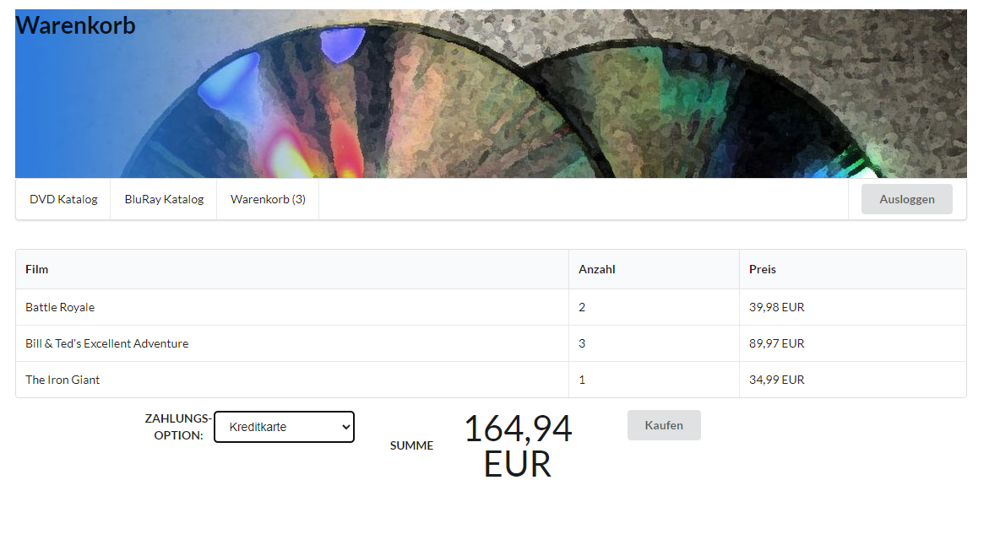 Warenkorb
DVD Katalog BluRay Katalog Warenkorb (3) Ausloggen
Film Anzahl Preis
Battle Royale 2 39,98 EUR
Bill & Ted's Excellent Adventure 3 89,97 EUR
The Iron Giant 1 34,99 EUR
ZAHLUNGS-
OPTION:
Kreditkarte
SUMME
164,94
EUR
Kaufen